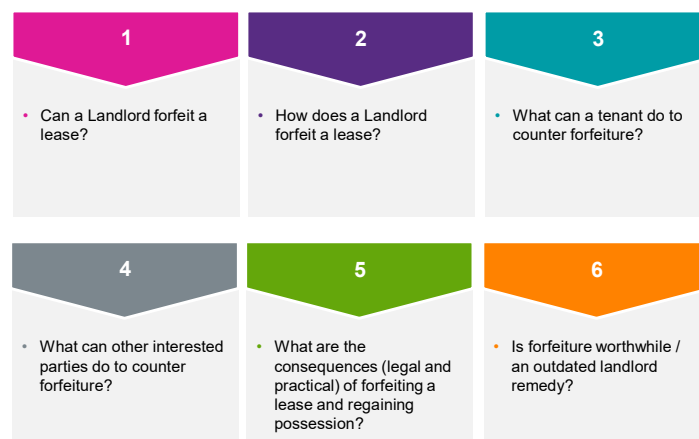 1
• Can a Landlord forfeit a
lease?
2
• How does a Landlord
forfeit a lease?
3
• What can a tenant do to
counter forfeiture?
4
• What can other interested
parties do to counter
forfeiture?
5
• What are the
consequences (legal and
practical) of forfeiting a
lease and regaining
possession?
6
• Is forfeiture worthwhile /
an outdated landlord
remedy?